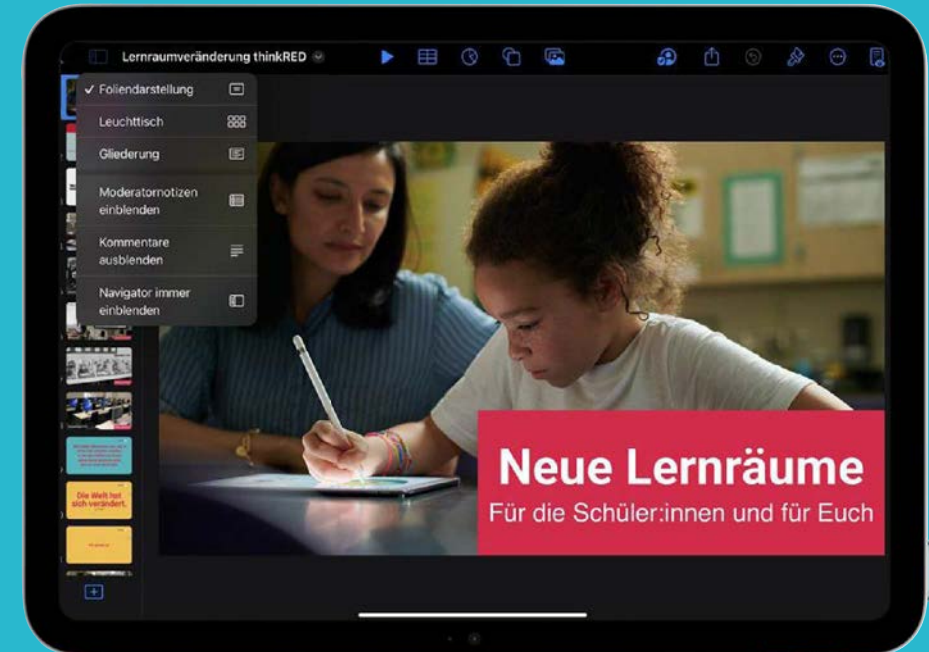 Lernraumveränderung thinkRED
Foliendarstellung
Leuchttisch
Gliederung
Moderatornotizen
einblenden
Kommentare
ausblenden
Navigator immer
einblenden
Die Welt hat
sich verändert.
Neue Lernräume
Für die Schüler:innen und für Euch